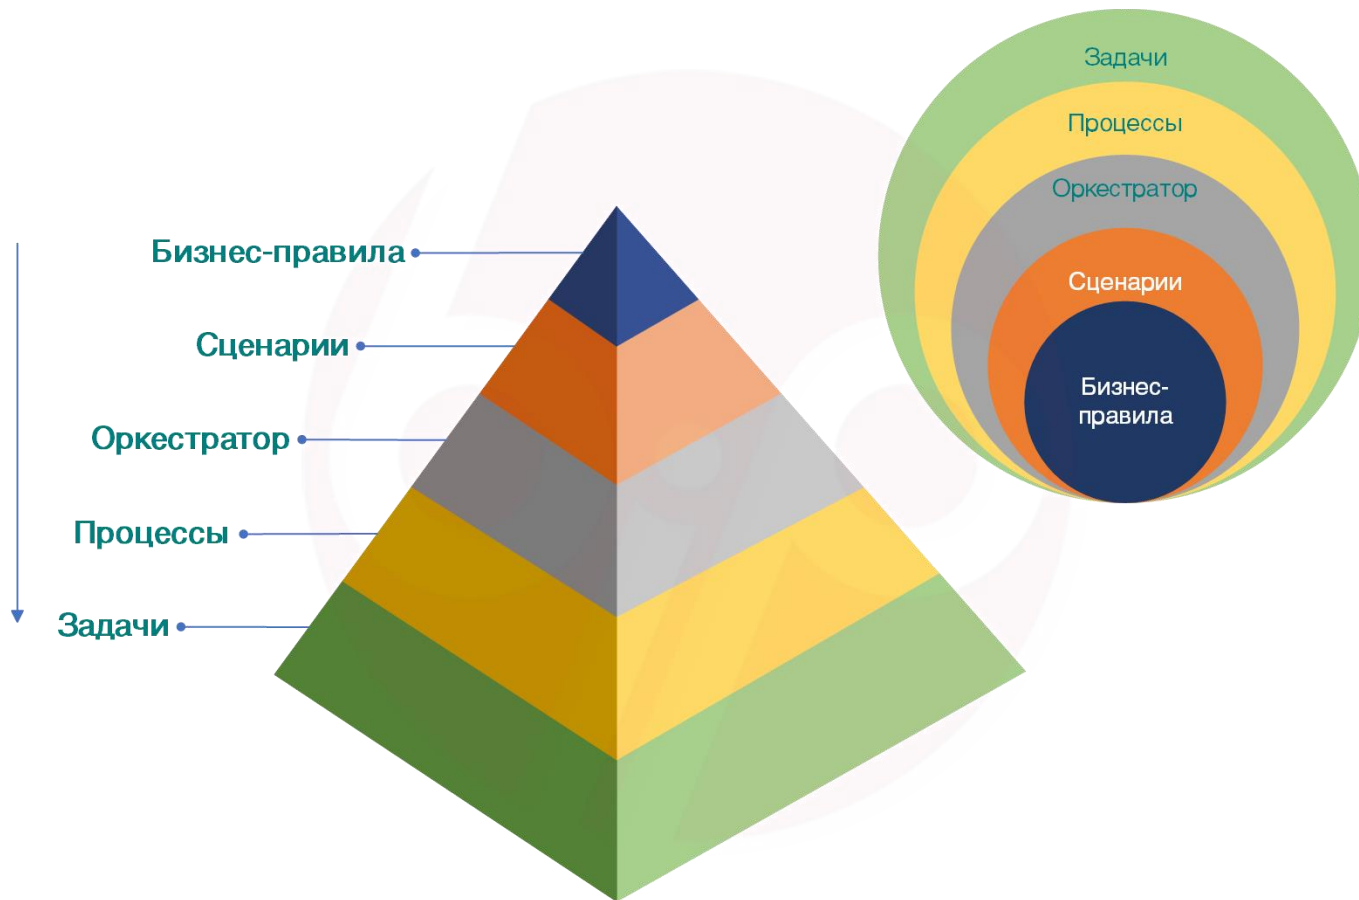 Бизнес-правила
Сценарии
Оркестратор
Процессы
Задачи
Задачи
Процессы
Оркестратор
Сценарии
Бизнес-
правила